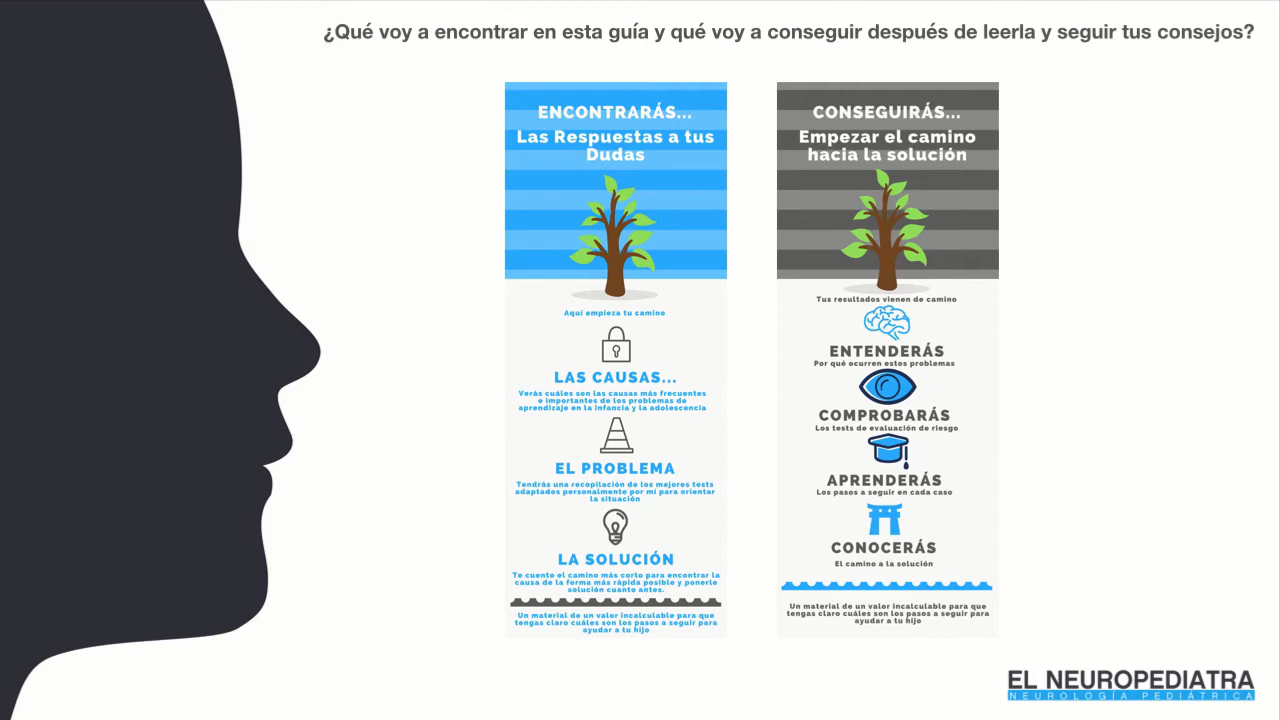 ¿Qué voy a encontrar en esta guía y qué voy a conseguir después de leerla y seguir tus consejos?
ENCONTRARÁS...
Las Respuestas a tus
Dudas
Aquí empieza tu camino
LAS CAUSAS...
Verás cuáles son las causas más frecuentes
e importantes de los problemas de
aprendizaje en la infancia y la adolescencia
EL PROBLEMA
Tendrás una recopilación de los mejores tests
adaptados personalmente por mí para orientar
la situación
LA SOLUCIÓN
Te cuento el camino más corto para encontrar la
causa de la forma más rápida posible y ponerle
solución cuanto antes.
Un material de un valor incalculable para que
tengas claro cuáles son los pasos a seguir para
ayudar a tu hijo
CONSEGUIRÁS...
Empezar el camino
hacia la solución
Tus resultados vienen de camino
ENTENDERÁS
Por qué ocurren estos problemas
COMPROBARÁS
Los tests de evaluación de riesgo
APRENDERÁS
Los pasos a seguir en cada caso
CONOCERÁS
El camino a la solución
Un material de un valor incalculable para que
tengas claro cuáles son los pasos a seguir para
ayudar a tu hijo
EL NEUROPEDIATRA
NEUROLOGÍA PEDIÁTRICA